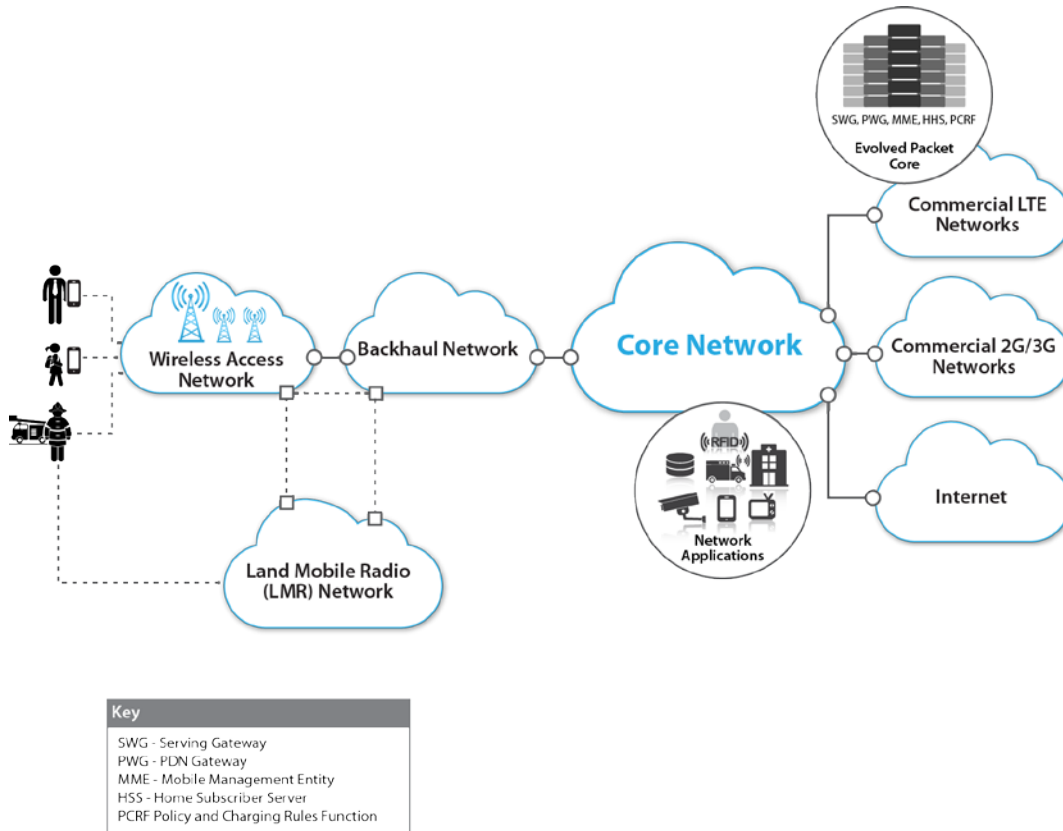 SWG, PWG, MME, HHS, PCRF
Evolved Packet
Core
Commercial LTE
Networks
Wireless Access
Network
Backhaul Network
Core Network
Commercial 2G/3G
Networks
RFID
Network
Applications
Internet
Land Mobile Radio
(LMR) Network
Key
SWG - Serving Gateway
PWG - PDN Gateway
MME - Mobile Management Entity
HSS - Home Subscriber Server
PCRF Policy and Charging Rules Function